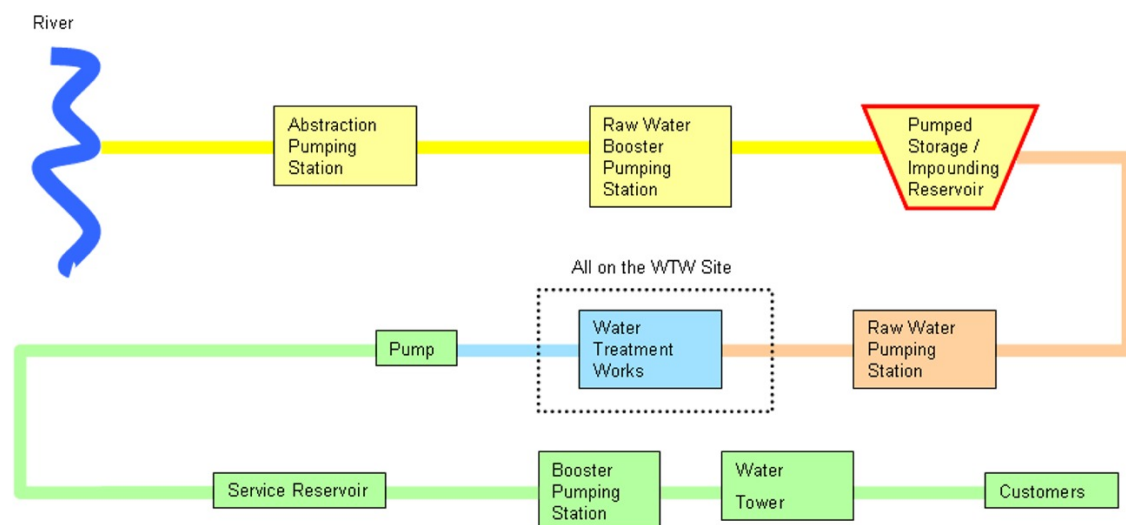 River
Abstraction
Pumping
Station
Raw Water
Booster
Pumping
Station
Pumped
Storage /
Impounding
Reservoir
All on the WTW Site
Pump
Water
Treatment
Works
Raw Water
Pumping
Station
Service Reservoir
Booster
Pumping
Station
Water
Tower
Customers